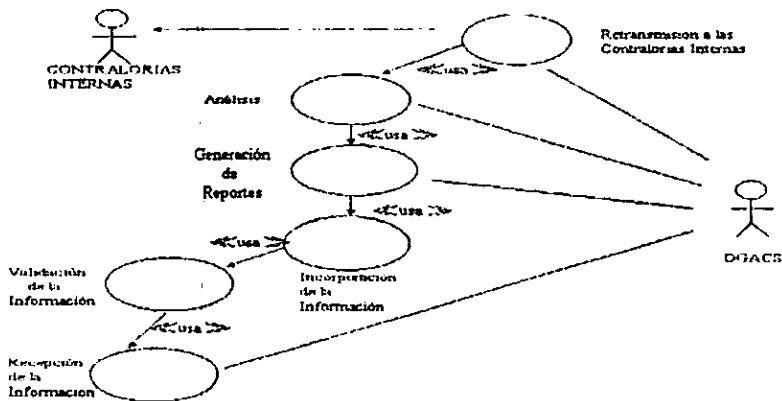 Retransmision a las
Contralorias Internas
CONTRALORIAS
INTERNAS
<<usa>>
Análisis
<<usa>>
Generación
de
Reportes
<<usa>>
<<usa>>
DGACS
Validación
de la
Información
Incorporación
de la
Información
<<usa>>
Recepción
de la
Informacion